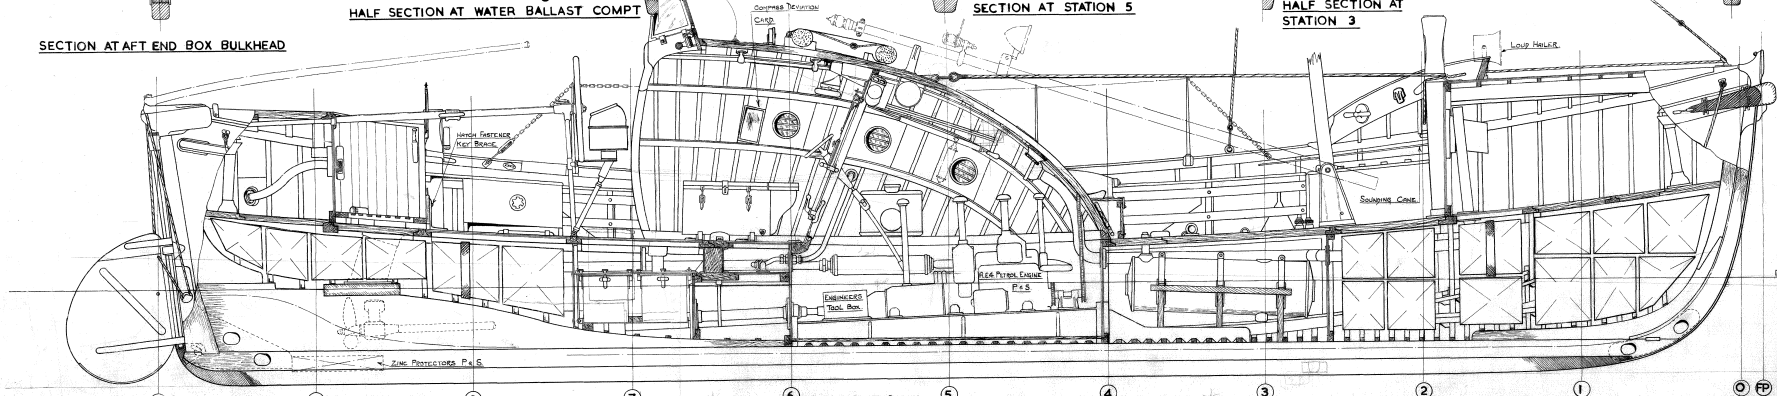 HALF SECTION AT WATER BALLAST COMPT
SECTION AT STATION 5
HALF SECTION AT
STATION 3
SECTION AT AFT END BOX BULKHEAD
COMPASS DEVIATION
CARD.
LOUD HAILER.
HATCH FASTENER
KEY BRACE
SOUNDING CANE.
R.E.4 PETROL ENGINE
P & S.
ENGINEERS
TOOL BOX.
ZINC PROTECTORS P & S.
7
6
5
4
3
2
1
0
FP